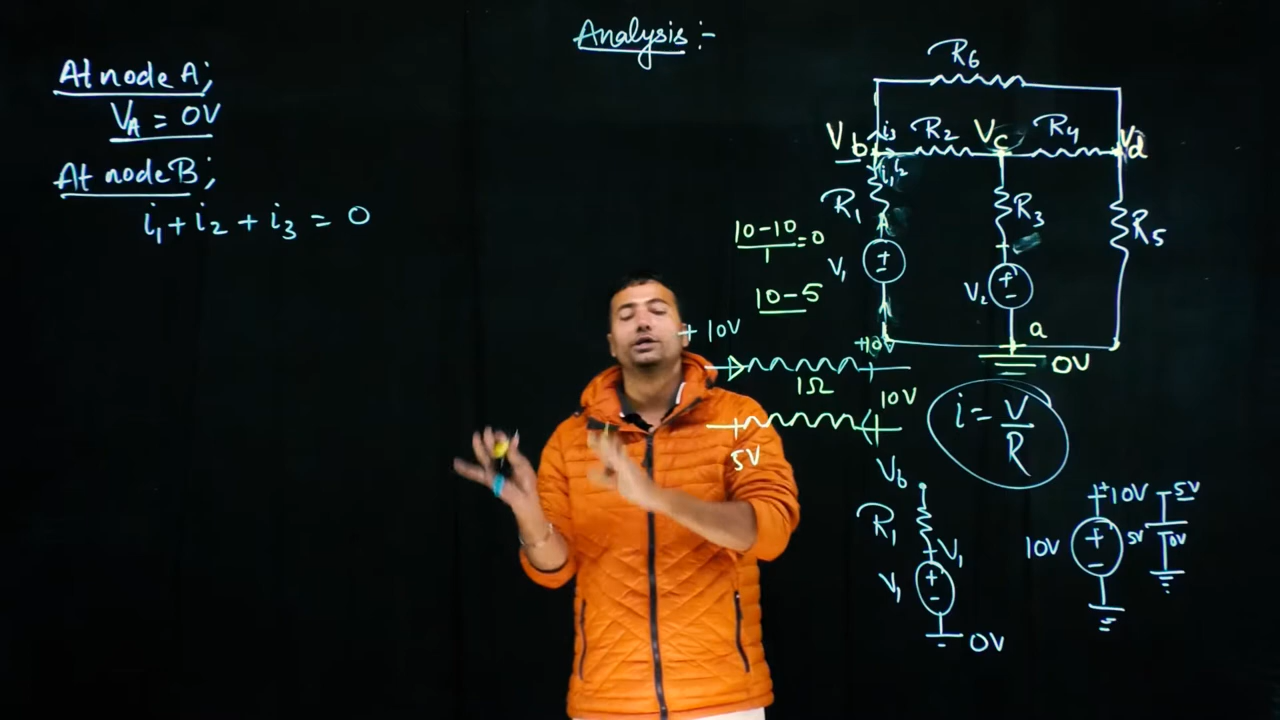 Analysis :-
At node A;
VA = 0V
At node B;
i1 + i2 + i3 = 0
R6
Vb i3 R2 Vc R4 Vd
i1 i2
R1 R3 R5
10-10/1 = 0
V1 + -
10-5
V2 + -
a
0V
+10V +10V
1Ω
10V
5V
i = V/R
Vb
R1
V1
V1 + -
0V
+10V 5V
10V + - 5V 0V